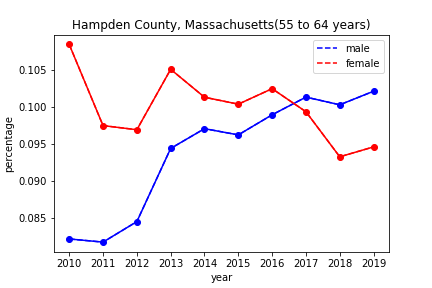 Hampden County, Massachusetts(55 to 64 years)
male
female
percentage
0.105
0.100
0.095
0.090
0.085
2010 2011 2012 2013 2014 2015 2016 2017 2018 2019
year